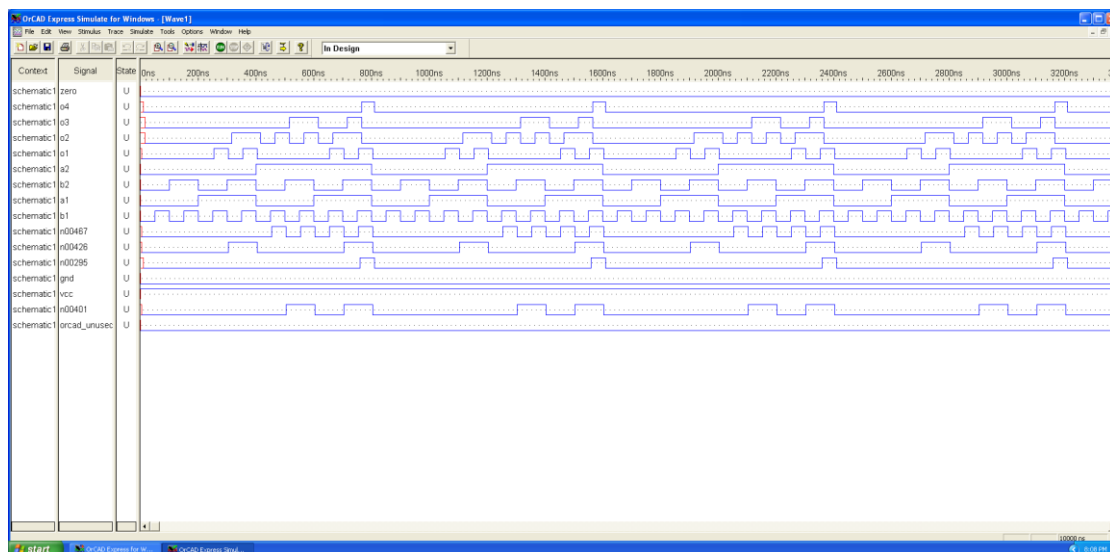 OrCAD Express Simulate for Windows - [Wave1]
File Edit View Stimulus Trace Simulate Tools Options Window Help
In Design
Context Signal State 0ns 200ns 400ns 600ns 800ns 1000ns 1200ns 1400ns 1600ns 1800ns 2000ns 2200ns 2400ns 2600ns 2800ns 3000ns 3200ns
schematic1 zero U
schematic1 o4 U
schematic1 o3 U
schematic1 o2 U
schematic1 o1 U
schematic1 a2 U
schematic1 b2 U
schematic1 a1 U
schematic1 b1 U
schematic1 n00467 U
schematic1 n00426 U
schematic1 n00295 U
schematic1 gnd U
schematic1 vcc U
schematic1 n00401 U
schematic1 orcad_unusec U
10000 ns
start OrCAD Express for W... OrCAD Express Simul... 6:08 PM